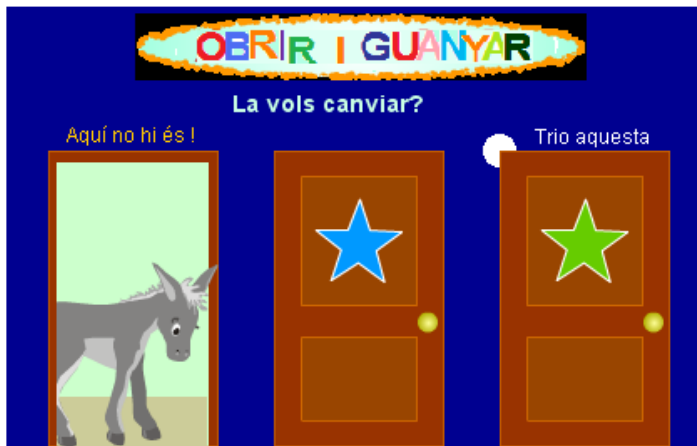 OBRIR I GUANYAR
La vols canviar?
Aquí no hi és !
Trio aquesta